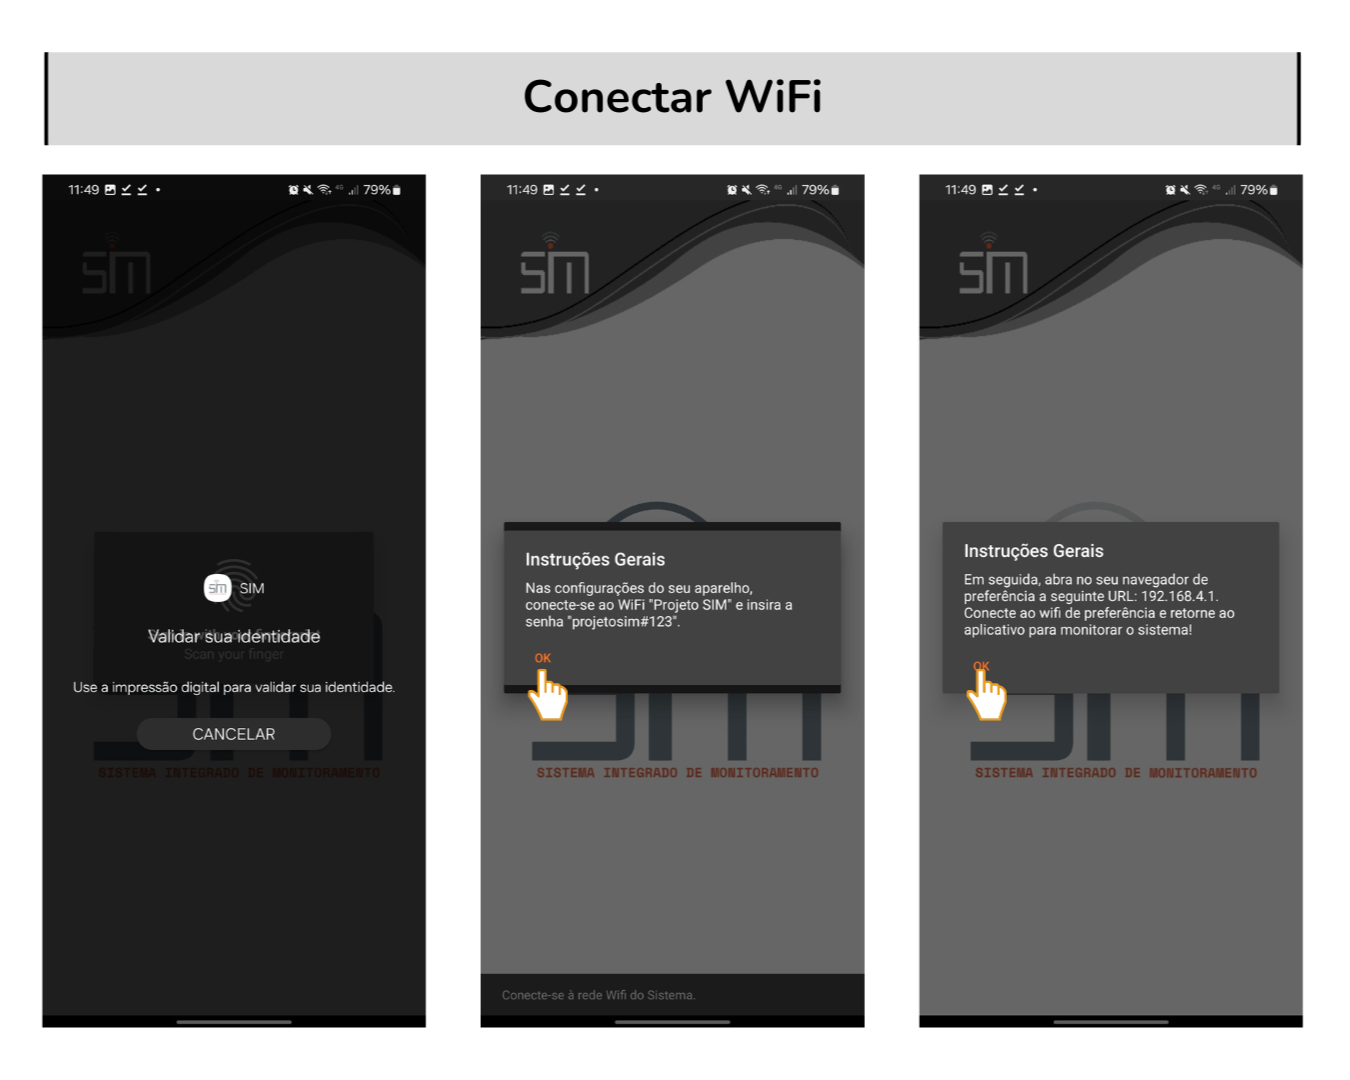 Conectar WiFi
11:49
79%
sim
sim SIM
Validar sua identidade
Scan your finger
Use a impressão digital para validar sua identidade.
CANCELAR
SISTEMA INTEGRADO DE MONITORAMENTO
11:49
4G
79%
sim
Instruções Gerais
Nas configurações do seu aparelho,
conecte-se ao WiFi "Projeto SIM" e insira a
senha "projetosim#123".
OK
SISTEMA INTEGRADO DE MONITORAMENTO
Conecte-se à rede Wifi do Sistema.
11:49
4G
79%
sim
Instruções Gerais
Em seguida, abra no seu navegador de
preferência a seguinte URL: 192.168.4.1.
Conecte ao wifi de preferência e retorne ao
aplicativo para monitorar o sistema!
OK
SISTEMA INTEGRADO DE MONITORAMENTO